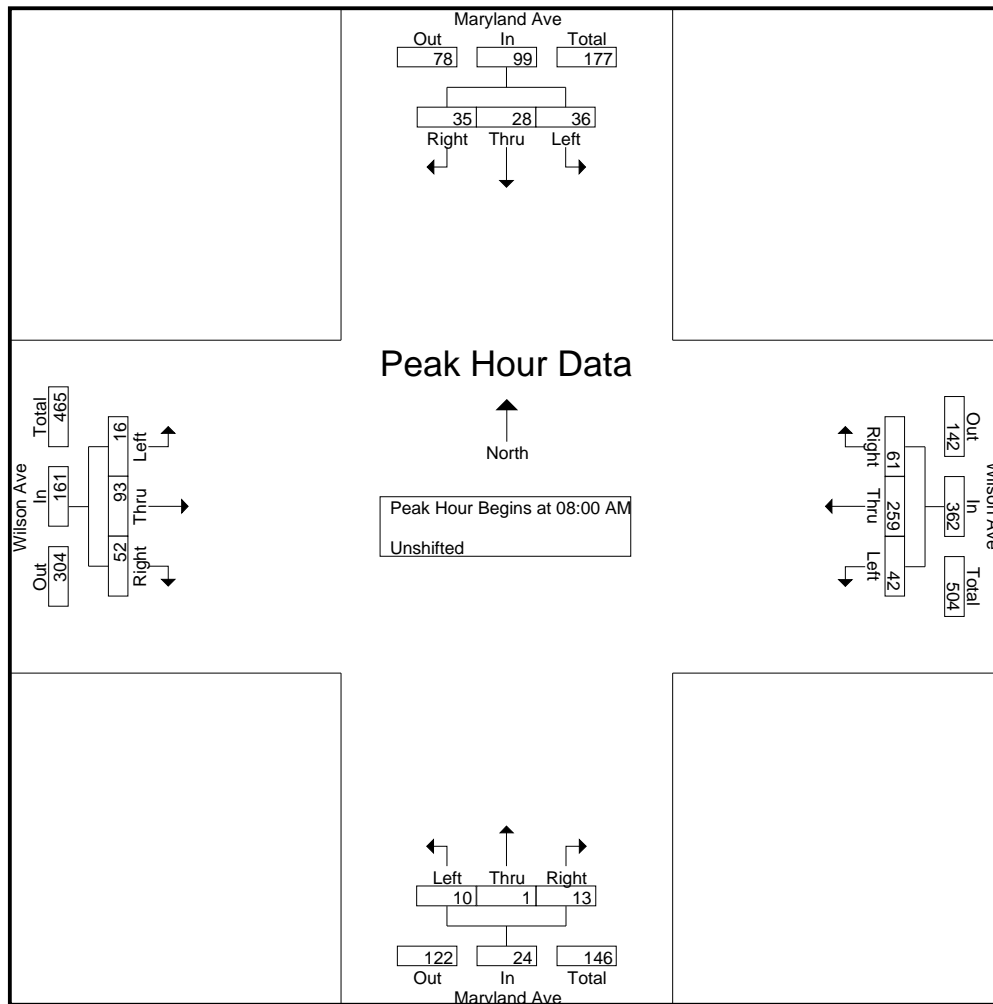 Maryland Ave
Out In Total
78 99 177
35 28 36
Right Thru Left
Peak Hour Data
North
Peak Hour Begins at 08:00 AM
Unshifted
Wilson Ave
Out In Total
304 161 465
52 93 16
Right Thru Left
Wilson Ave
Out In Total
142 362 504
61 259 42
Right Thru Left
Left Thru Right
10 1 13
122 24 146
Out In Total
Maryland Ave